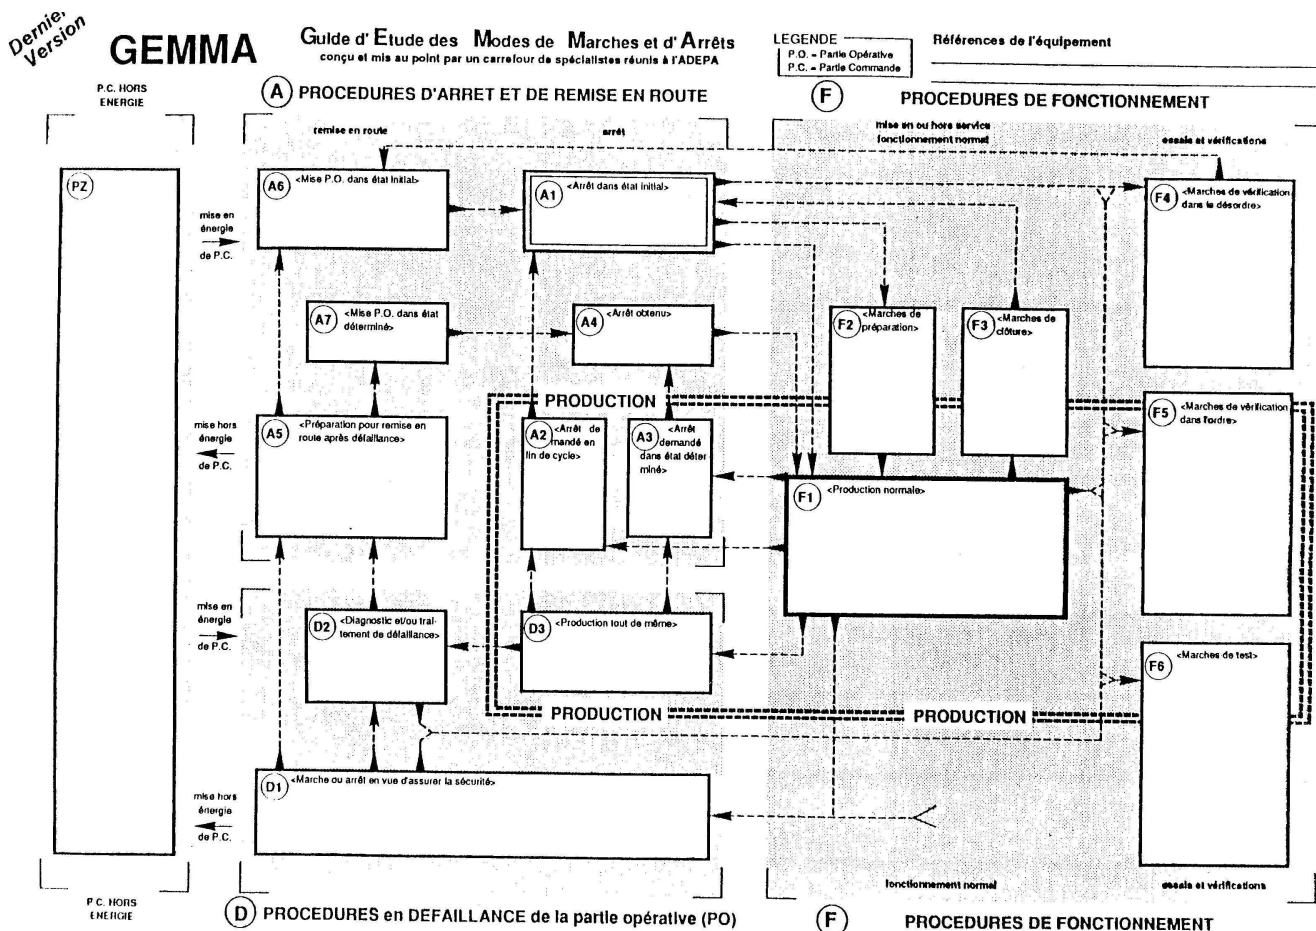 Dernie,
Version
GEMMA
Guide d' Etude des Modes de Marches et d' Arrêts
conçu et mis au point par un carrefour de spécialistes réunis à l'ADEPA
LEGENDE
P.O. = Partie Opérative
P.C. = Partie Commande
Références de l'équipement
P.C. HORS
ENERGIE
A PROCEDURES D'ARRET ET DE REMISE EN ROUTE
F PROCEDURES DE FONCTIONNEMENT
remise en route
arrêt
mise en ou hors service
fonctionnement normal
essais et vérifications
PZ
A6 <Mise P.O. dans état initial>
A1 <Arrêt dans état initial>
F4 <Marches de vérification
dans le désordre>
mise en
énergie
de P.C.
A7 <Mise P.O. dans état
déterminé>
A4 <Arrêt obtenu>
F2 <Marches de
préparation>
F3 <Marches de
clôture>
PRODUCTION
F5 <Marches de vérification
dans l'ordre>
mise hors
énergie
de P.C.
A5 <Préparation pour remise en
route après défaillance>
A2 <Arrêt de
mandé en
fin de cycle>
A3 <Arrêt
demandé
dans état déter
miné>
F1 <Production normale>
mise en
énergie
de P.C.
D2 <Diagnostic et/ou trai-
tement de défaillance>
D3 <Production tout de même>
F6 <Marches de test>
PRODUCTION
PRODUCTION
D1 <Marche ou arrêt en vue d'assurer la sécurité>
mise hors
énergie
de P.C.
fonctionnement normal
essais et vérifications
P.C. HORS
ENERGIE
D PROCEDURES en DEFAILLANCE de la partie opérative (PO)
F PROCEDURES DE FONCTIONNEMENT